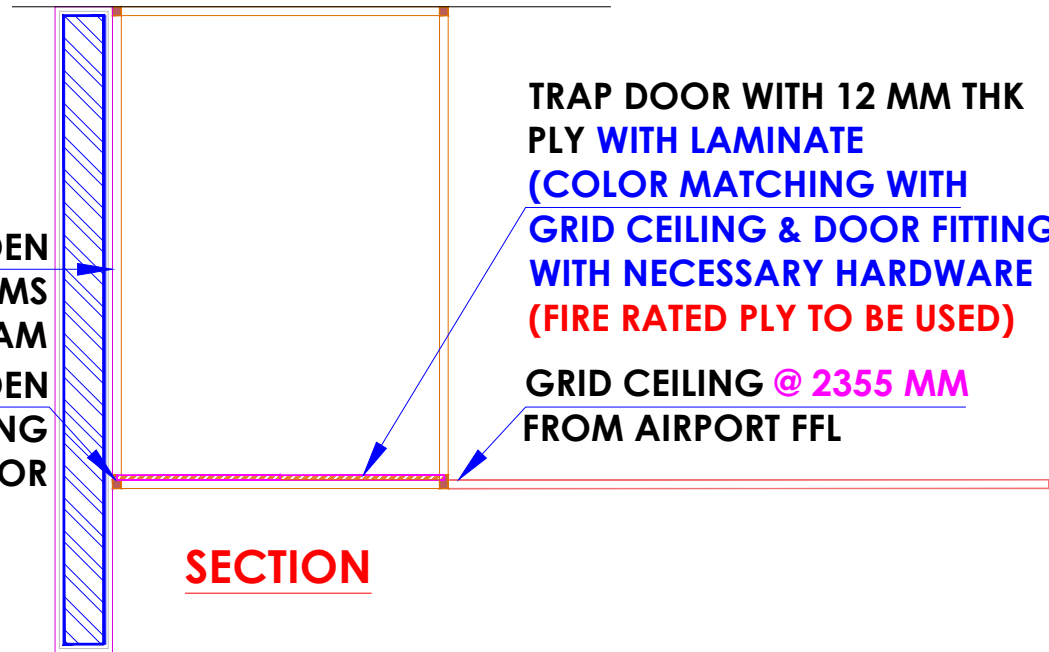 TRAP DOOR WITH 12 MM THK
PLY WITH LAMINATE
(COLOR MATCHING WITH
GRID CEILING & DOOR FITTING
WITH NECESSARY HARDWARE
(FIRE RATED PLY TO BE USED)
GRID CEILING @ 2355 MM
FROM AIRPORT FFL
SECTION